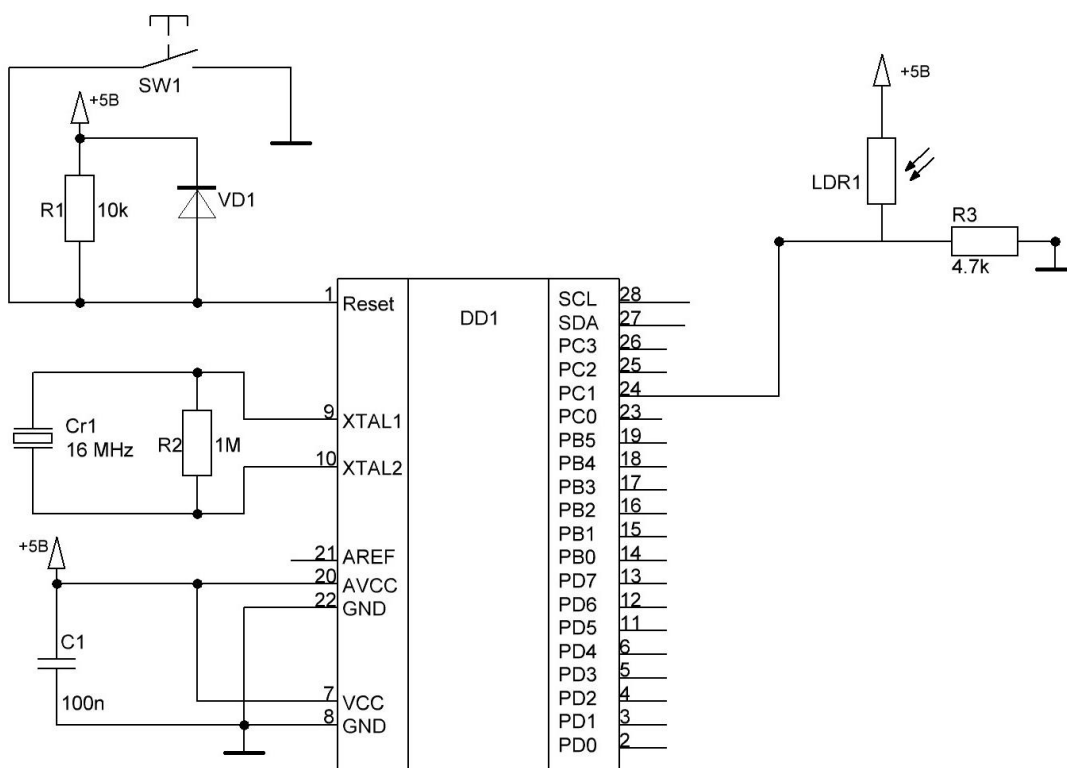 SW1
+5В
R1 10k
VD1
+5В
LDR1
R3
4.7k
DD1
1 Reset
9 XTAL1
10 XTAL2
21 AREF
20 AVCC
22 GND
7 VCC
8 GND
SCL 28
SDA 27
PC3 26
PC2 25
PC1 24
PC0 23
PB5 19
PB4 18
PB3 17
PB2 16
PB1 15
PB0 14
PD7 13
PD6 12
PD5 11
PD4 6
PD3 5
PD2 4
PD1 3
PD0 2
Cr1
16 MHz
R2 1M
+5В
C1
100n